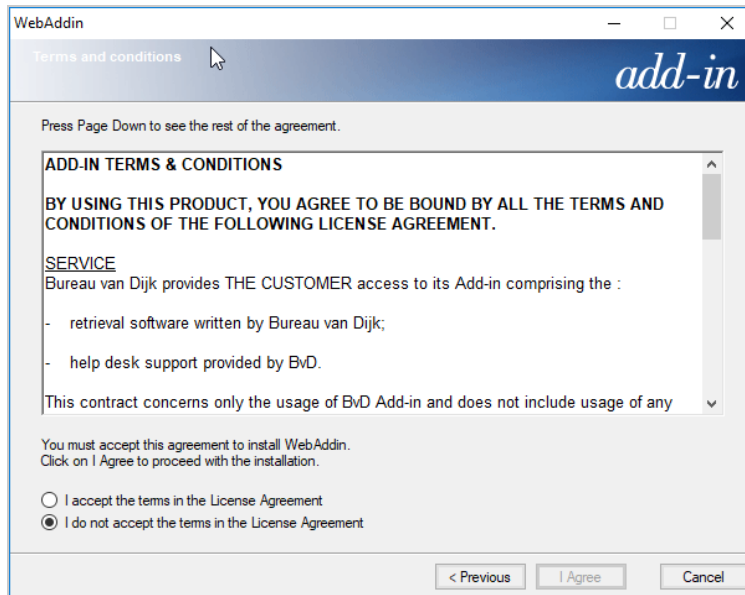 WebAddin
Terms and conditions
add-in
Press Page Down to see the rest of the agreement.
ADD-IN TERMS & CONDITIONS
BY USING THIS PRODUCT, YOU AGREE TO BE BOUND BY ALL THE TERMS AND
CONDITIONS OF THE FOLLOWING LICENSE AGREEMENT.
SERVICE
Bureau van Dijk provides THE CUSTOMER access to its Add-in comprising the :
- retrieval software written by Bureau van Dijk;
- help desk support provided by BvD.
This contract concerns only the usage of BvD Add-in and does not include usage of any
You must accept this agreement to install WebAddin.
Click on I Agree to proceed with the installation.
I accept the terms in the License Agreement
I do not accept the terms in the License Agreement
< Previous I Agree Cancel